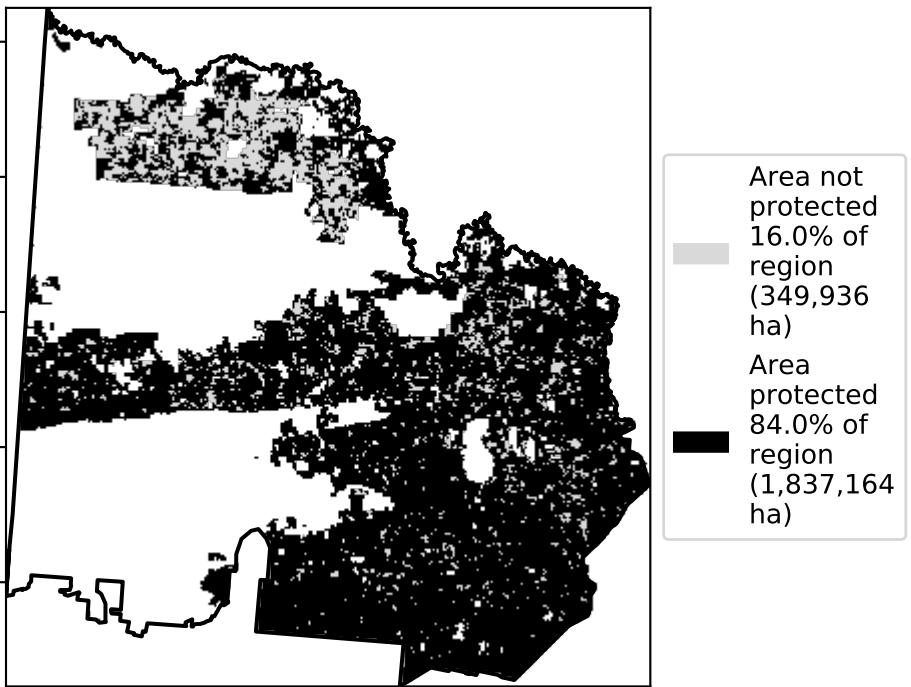 Area not
protected
16.0% of
region
(349,936
ha)
Area
protected
84.0% of
region
(1,837,164
ha)